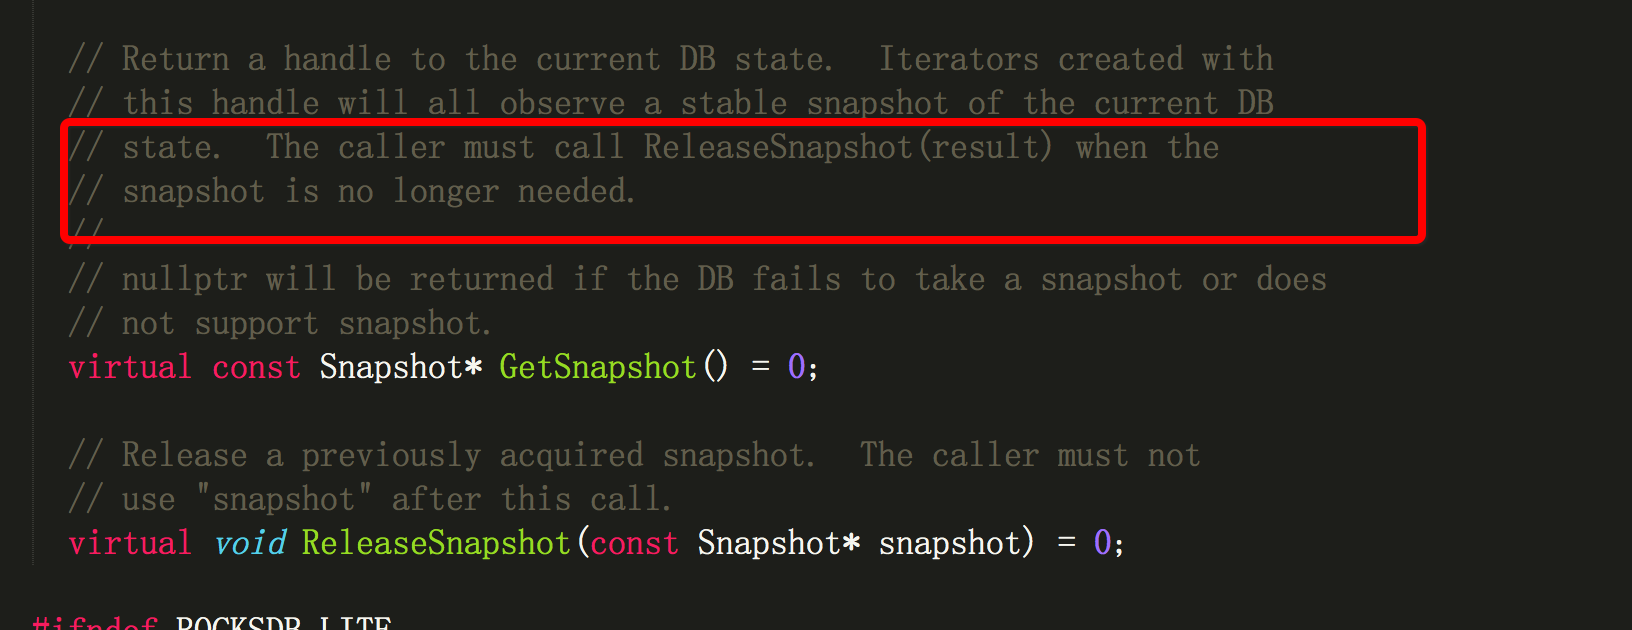 // Return a handle to the current DB state.  Iterators created with
// this handle will all observe a stable snapshot of the current DB
// state.  The caller must call ReleaseSnapshot(result) when the
// snapshot is no longer needed.
//
// nullptr will be returned if the DB fails to take a snapshot or does
// not support snapshot.
virtual const Snapshot* GetSnapshot() = 0;
// Release a previously acquired snapshot.  The caller must not
// use "snapshot" after this call.
virtual void ReleaseSnapshot(const Snapshot* snapshot) = 0;
#ifndef ROCKSDB_LITE